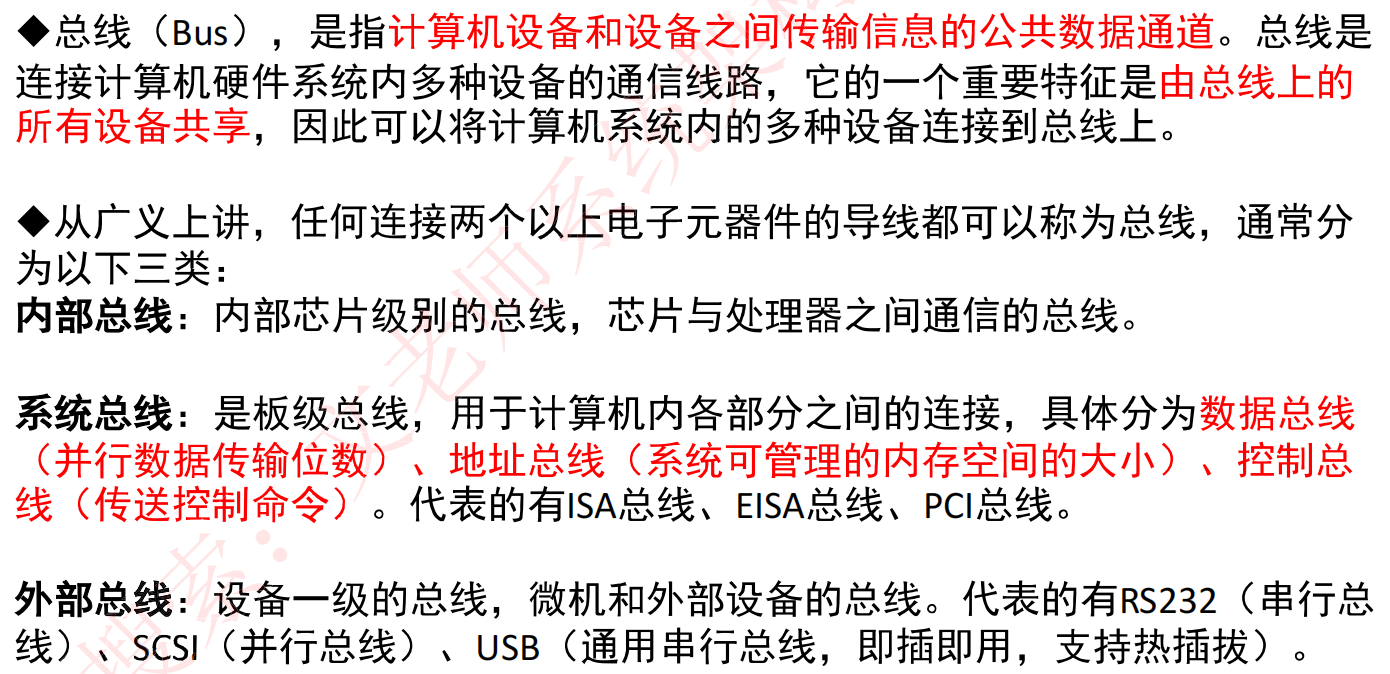 ◆总线（Bus），是指计算机设备和设备之间传输信息的公共数据通道。总线是
连接计算机硬件系统内多种设备的通信线路，它的一个重要特征是由总线上的
所有设备共享，因此可以将计算机系统内的多种设备连接到总线上。
◆从广义上讲，任何连接两个以上电子元器件的导线都可以称为总线，通常分
为以下三类：
内部总线：内部芯片级别的总线，芯片与处理器之间通信的总线。
系统总线：是板级总线，用于计算机内各部分之间的连接，具体分为数据总线
（并行数据传输位数）、地址总线（系统可管理的内存空间的大小）、控制总
线（传送控制命令）。代表的有ISA总线、EISA总线、PCI总线。
外部总线：设备一级的总线，微机和外部设备的总线。代表的有RS232（串行总
线）、SCSI（并行总线）、USB（通用串行总线，即插即用，支持热插拔）。
搜索：文老师系统架